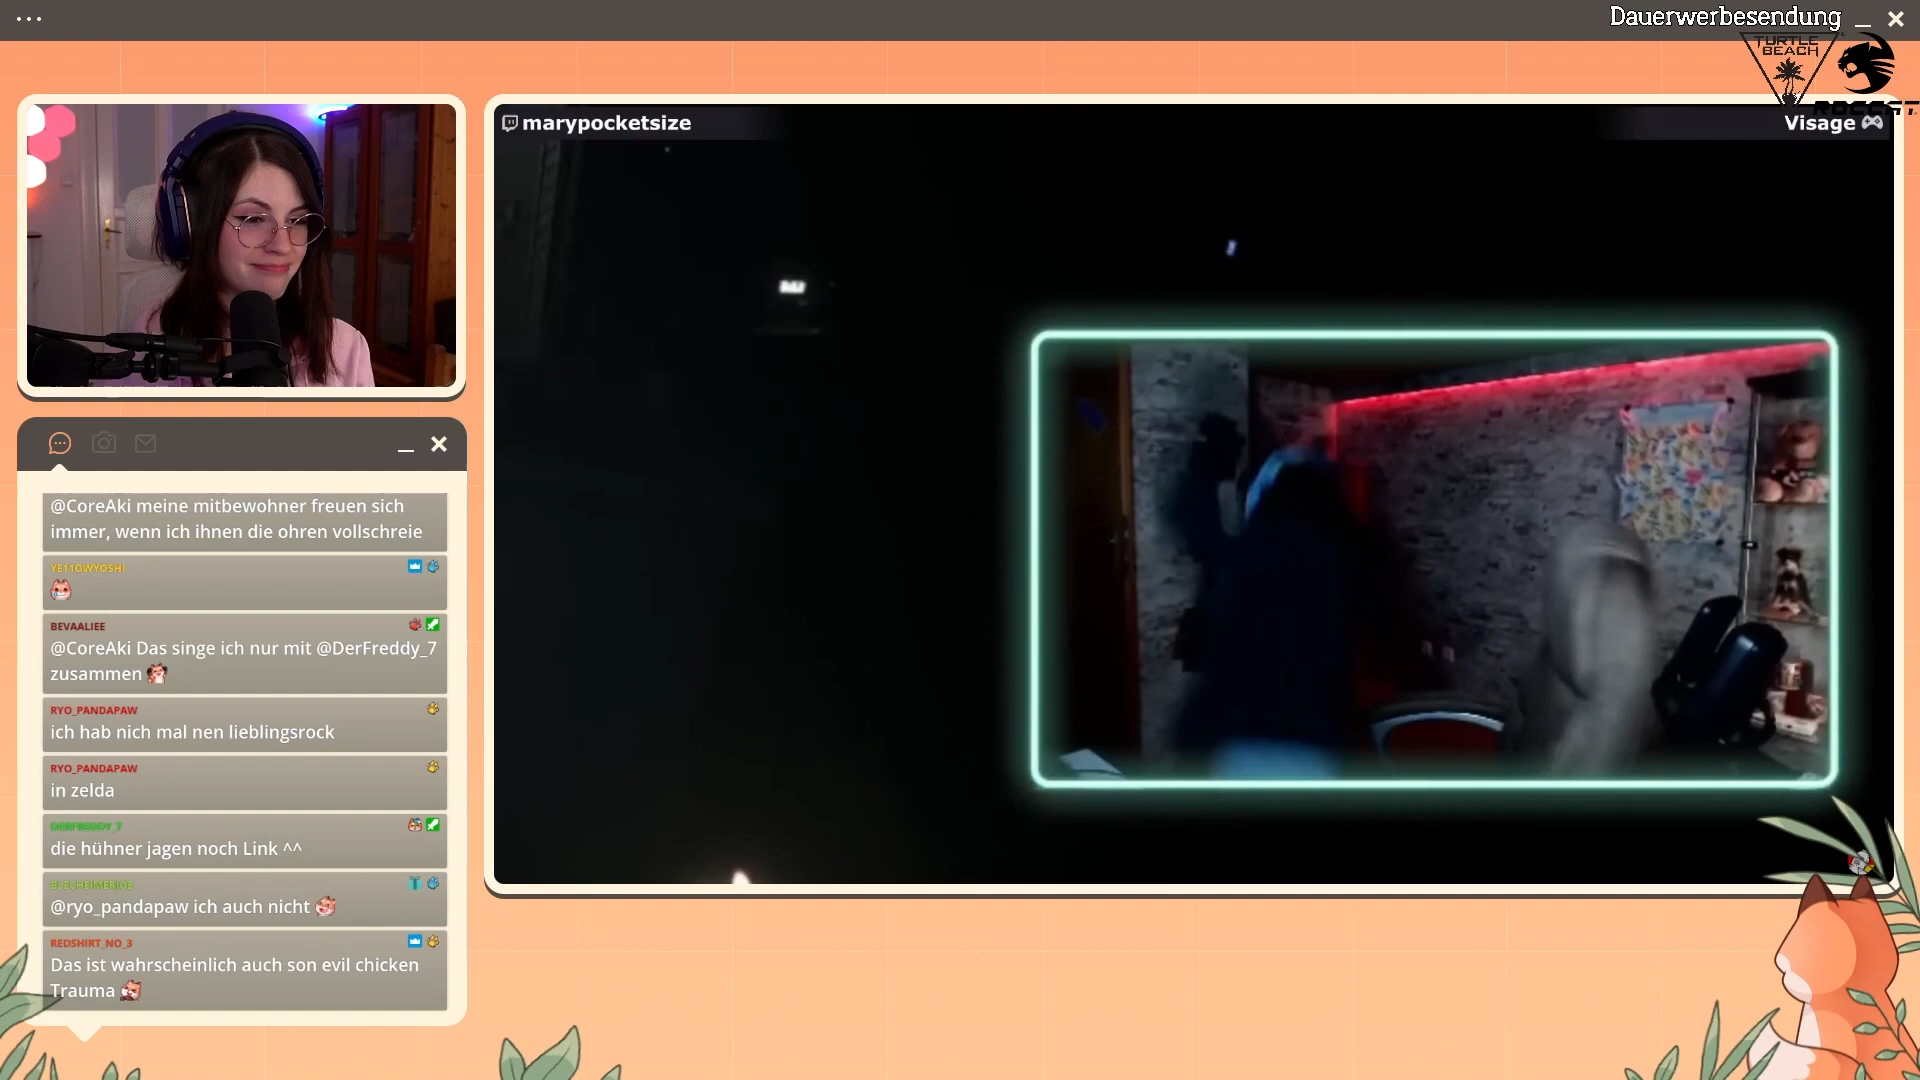 Dauerwerbesendung
TURTLE
BEACH
ROCCAT
marypocketsize
Visage
@CoreAki meine mitbewohner freuen sich
immer, wenn ich ihnen die ohren vollschreie
YE11OWYOSHI
BEVAALIEE
@CoreAki Das singe ich nur mit @DerFreddy_7
zusammen
RYO_PANDAPAW
ich hab nich mal nen lieblingsrock
RYO_PANDAPAW
in zelda
DERFREDDY_7
die hühner jagen noch Link ^^
@ryo_pandapaw ich auch nicht
REDSHIRT_NO_3
Das ist wahrscheinlich auch son evil chicken
Trauma